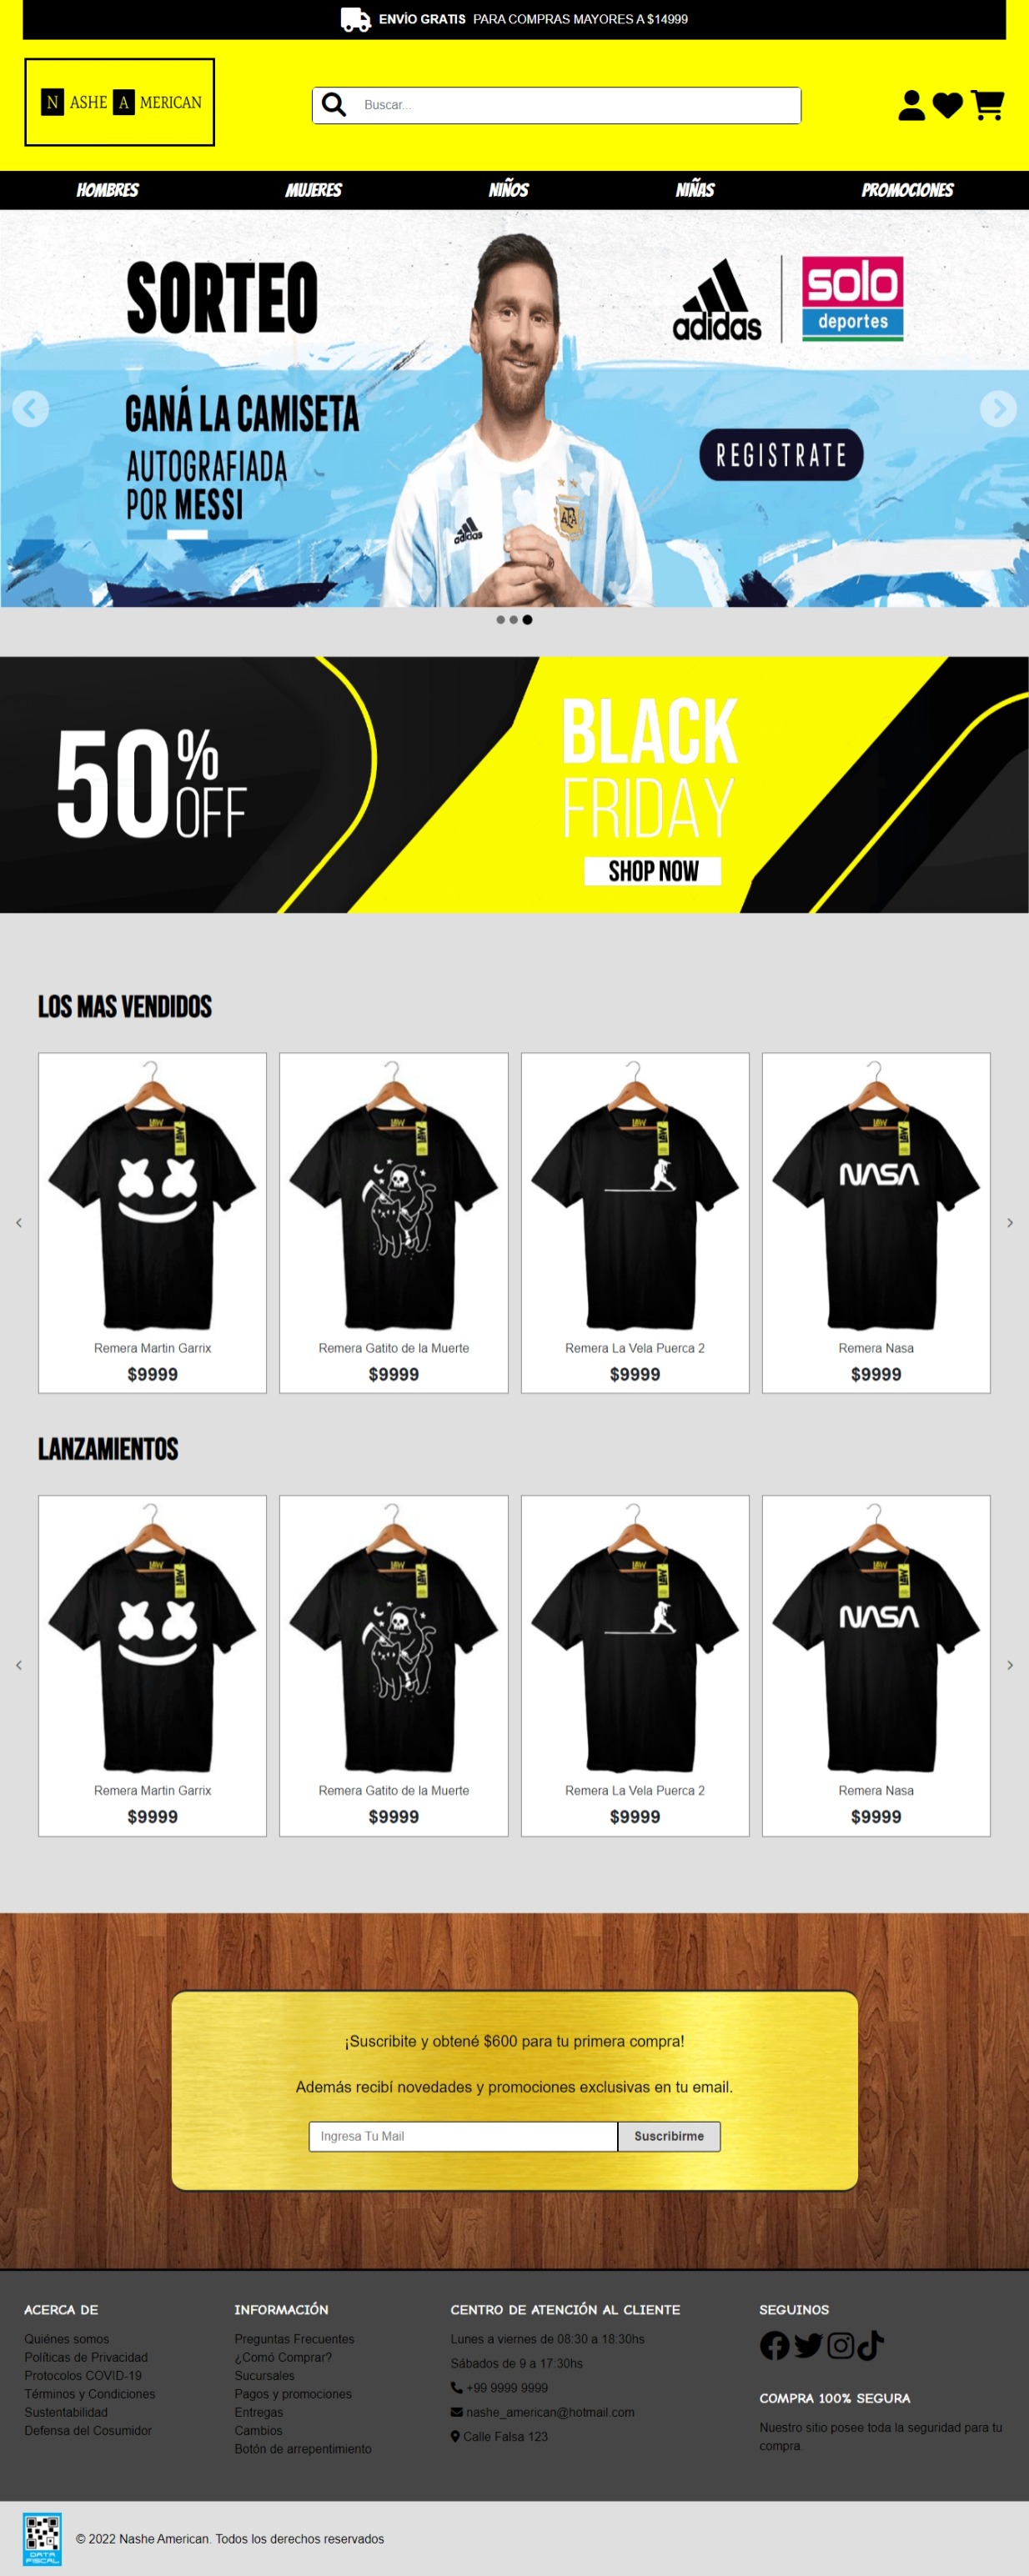 ENVÍO GRATIS PARA COMPRAS MAYORES A $14999
N ASHE A MERICAN
Buscar...
HOMBRES
MUJERES
NIÑOS
NIÑAS
PROMOCIONES
SORTEO
GANÁ LA CAMISETA
AUTOGRAFIADA
POR MESSI
adidas
AFA
adidas
solo
deportes
REGISTRATE
50% OFF
BLACK
FRIDAY
SHOP NOW
LOS MAS VENDIDOS
NASA
Remera Martin Garrix
$9999
Remera Gatito de la Muerte
$9999
Remera La Vela Puerca 2
$9999
Remera Nasa
$9999
LANZAMIENTOS
NASA
Remera Martin Garrix
$9999
Remera Gatito de la Muerte
$9999
Remera La Vela Puerca 2
$9999
Remera Nasa
$9999
¡Suscribite y obtené $600 para tu primera compra!
Además recibí novedades y promociones exclusivas en tu email.
Ingresa Tu Mail
Suscribirme
ACERCA DE
Quiénes somos
Políticas de Privacidad
Protocolos COVID-19
Términos y Condiciones
Sustentabilidad
Defensa del Cosumidor
INFORMACIÓN
Preguntas Frecuentes
¿Comó Comprar?
Sucursales
Pagos y promociones
Entregas
Cambios
Botón de arrepentimiento
CENTRO DE ATENCIÓN AL CLIENTE
Lunes a viernes de 08:30 a 18:30hs
Sábados de 9 a 17:30hs
+99 9999 9999
nashe_american@hotmail.com
Calle Falsa 123
SEGUINOS
COMPRA 100% SEGURA
Nuestro sitio posee toda la seguridad para tu
compra.
DATA
FISCAL
© 2022 Nashe American. Todos los derechos reservados